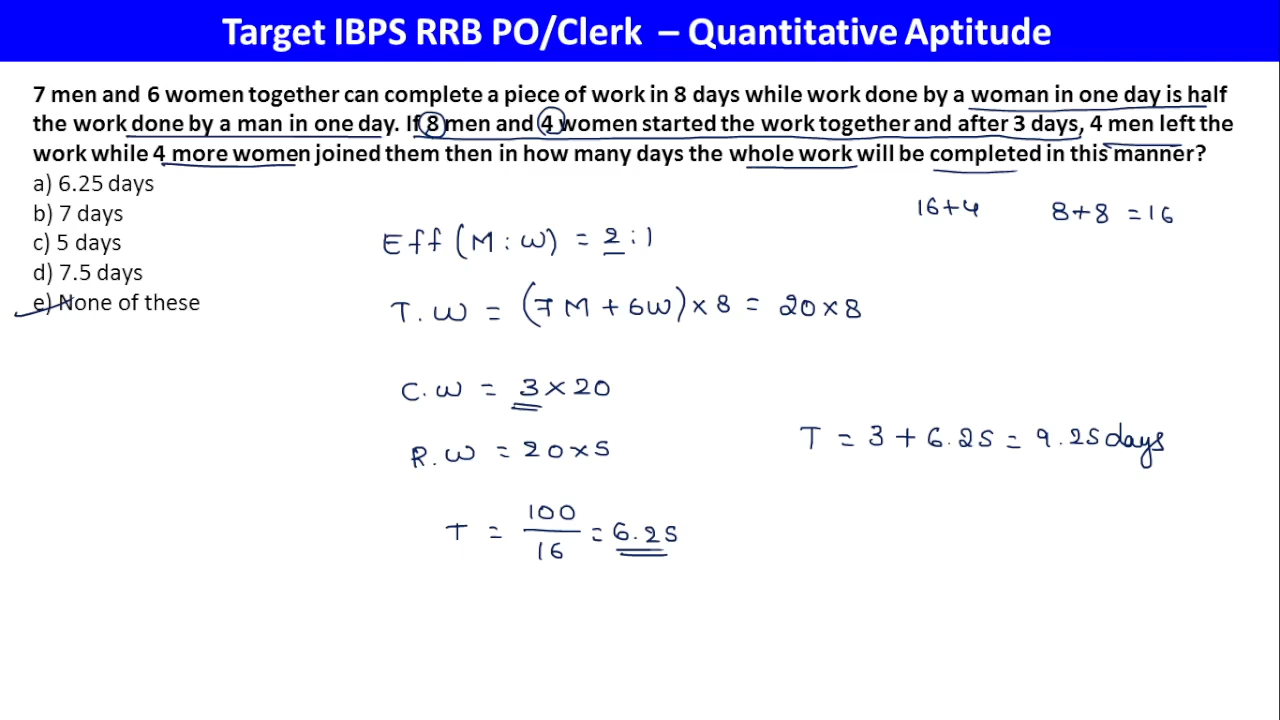 Target IBPS RRB PO/Clerk – Quantitative Aptitude
7 men and 6 women together can complete a piece of work in 8 days while work done by a woman in one day is half
the work done by a man in one day. If 8 men and 4 women started the work together and after 3 days, 4 men left the
work while 4 more women joined them then in how many days the whole work will be completed in this manner?
a) 6.25 days
b) 7 days
c) 5 days
d) 7.5 days
e) None of these
16+4 8+8 = 16
Eff (M : W) = 2 : 1
T. W = (7 M + 6W) × 8 = 20 × 8
C. W = 3 × 20
R. W = 20 × 5
T = 3 + 6.25 = 9.25 days
T = 100/16 = 6.25